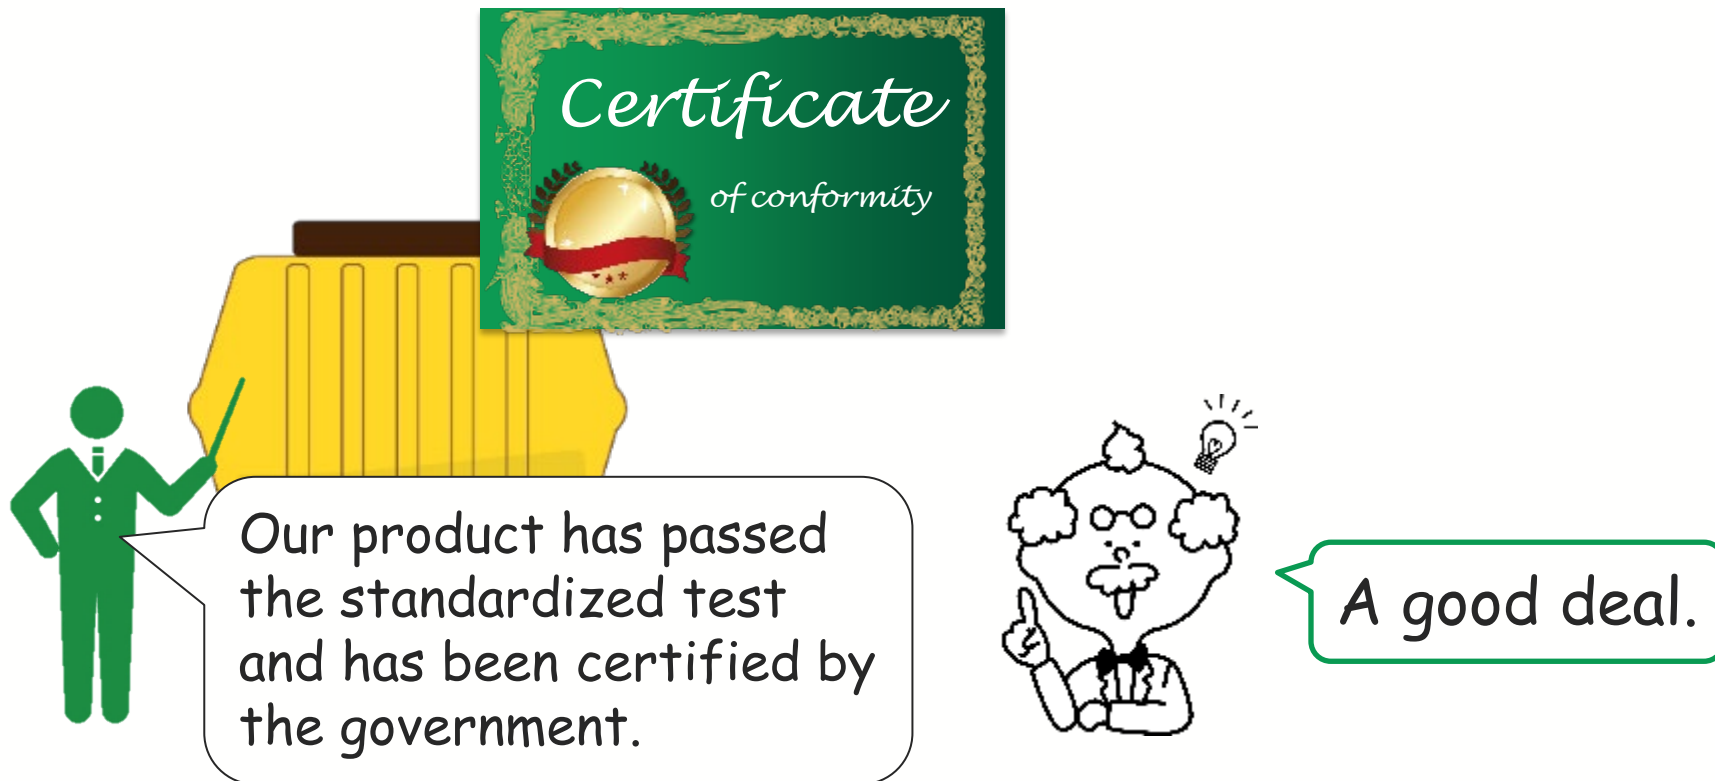 Certificate
of conformity
Our product has passed
the standardized test
and has been certified by
the government.
A good deal.